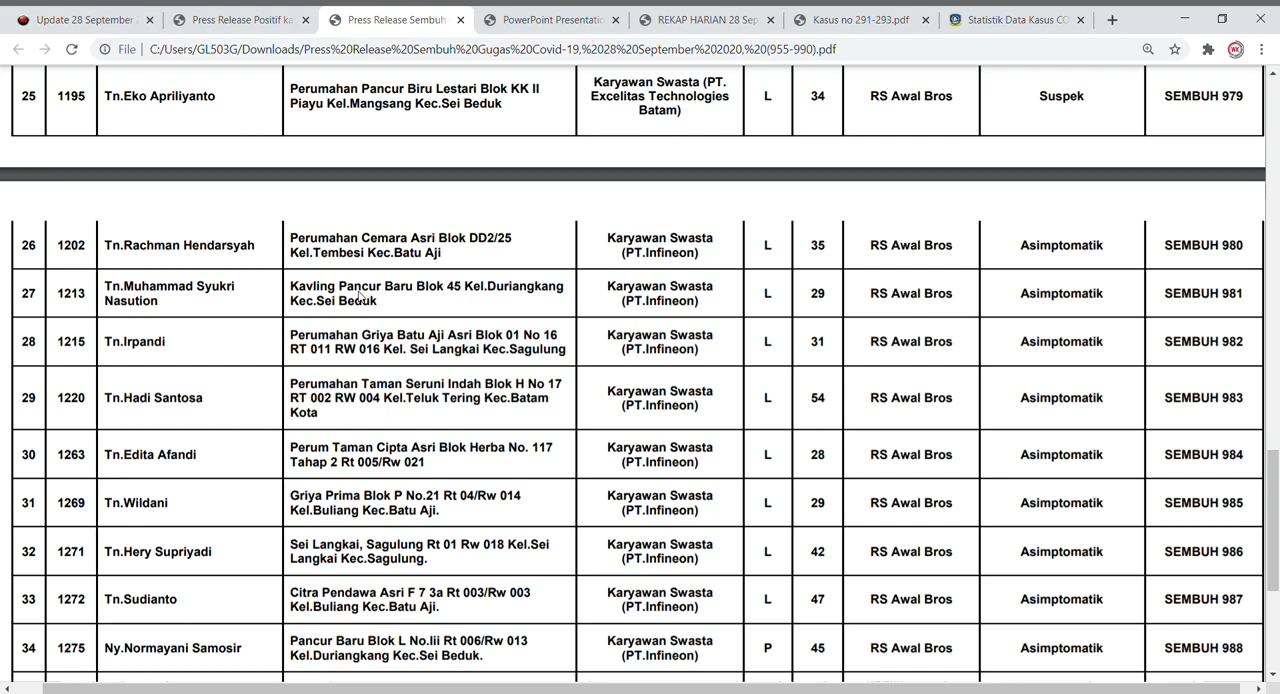 Update 28 September
Press Release Positif ka
Press Release Sembuh
PowerPoint Presentatio
REKAP HARIAN 28 Sep
Kasus no 291-293.pdf
Statistik Data Kasus CO
File
C:/Users/GL503G/Downloads/Press%20Release%20Sembuh%20Gugas%20Covid-19,%2028%20September%202020,%20(955-990).pdf
WK
25 1195 Tn.Eko Apriliyanto
Perumahan Pancur Biru Lestari Blok KK II
Piayu Kel.Mangsang Kec.Sei Beduk
Karyawan Swasta (PT.
Excelitas Technologies
Batam)
L 34 RS Awal Bros Suspek SEMBUH 979
26 1202 Tn.Rachman Hendarsyah
Perumahan Cemara Asri Blok DD2/25
Kel.Tembesi Kec.Batu Aji
Karyawan Swasta
(PT.Infineon)
L 35 RS Awal Bros Asimptomatik SEMBUH 980
27 1213 Tn.Muhammad Syukri
Nasution
Kavling Pancur Baru Blok 45 Kel.Duriangkang
Kec.Sei Beduk
Karyawan Swasta
(PT.Infineon)
L 29 RS Awal Bros Asimptomatik SEMBUH 981
28 1215 Tn.Irpandi
Perumahan Griya Batu Aji Asri Blok 01 No 16
RT 011 RW 016 Kel. Sei Langkai Kec.Sagulung
Karyawan Swasta
(PT.Infineon)
L 31 RS Awal Bros Asimptomatik SEMBUH 982
29 1220 Tn.Hadi Santosa
Perumahan Taman Seruni Indah Blok H No 17
RT 002 RW 004 Kel.Teluk Tering Kec.Batam
Kota
Karyawan Swasta
(PT.Infineon)
L 54 RS Awal Bros Asimptomatik SEMBUH 983
30 1263 Tn.Edita Afandi
Perum Taman Cipta Asri Blok Herba No. 117
Tahap 2 Rt 005/Rw 021
Karyawan Swasta
(PT.Infineon)
L 28 RS Awal Bros Asimptomatik SEMBUH 984
31 1269 Tn.Wildani
Griya Prima Blok P No.21 Rt 04/Rw 014
Kel.Buliang Kec.Batu Aji.
Karyawan Swasta
(PT.Infineon)
L 29 RS Awal Bros Asimptomatik SEMBUH 985
32 1271 Tn.Hery Supriyadi
Sei Langkai, Sagulung Rt 01 Rw 018 Kel.Sei
Langkai Kec.Sagulung.
Karyawan Swasta
(PT.Infineon)
L 42 RS Awal Bros Asimptomatik SEMBUH 986
33 1272 Tn.Sudianto
Citra Pendawa Asri F 7 3a Rt 003/Rw 003
Kel.Buliang Kec.Batu Aji.
Karyawan Swasta
(PT.Infineon)
L 47 RS Awal Bros Asimptomatik SEMBUH 987
34 1275 Ny.Normayani Samosir
Pancur Baru Blok L No.Iii Rt 006/Rw 013
Kel.Duriangkang Kec.Sei Beduk.
Karyawan Swasta
(PT.Infineon)
P 45 RS Awal Bros Asimptomatik SEMBUH 988